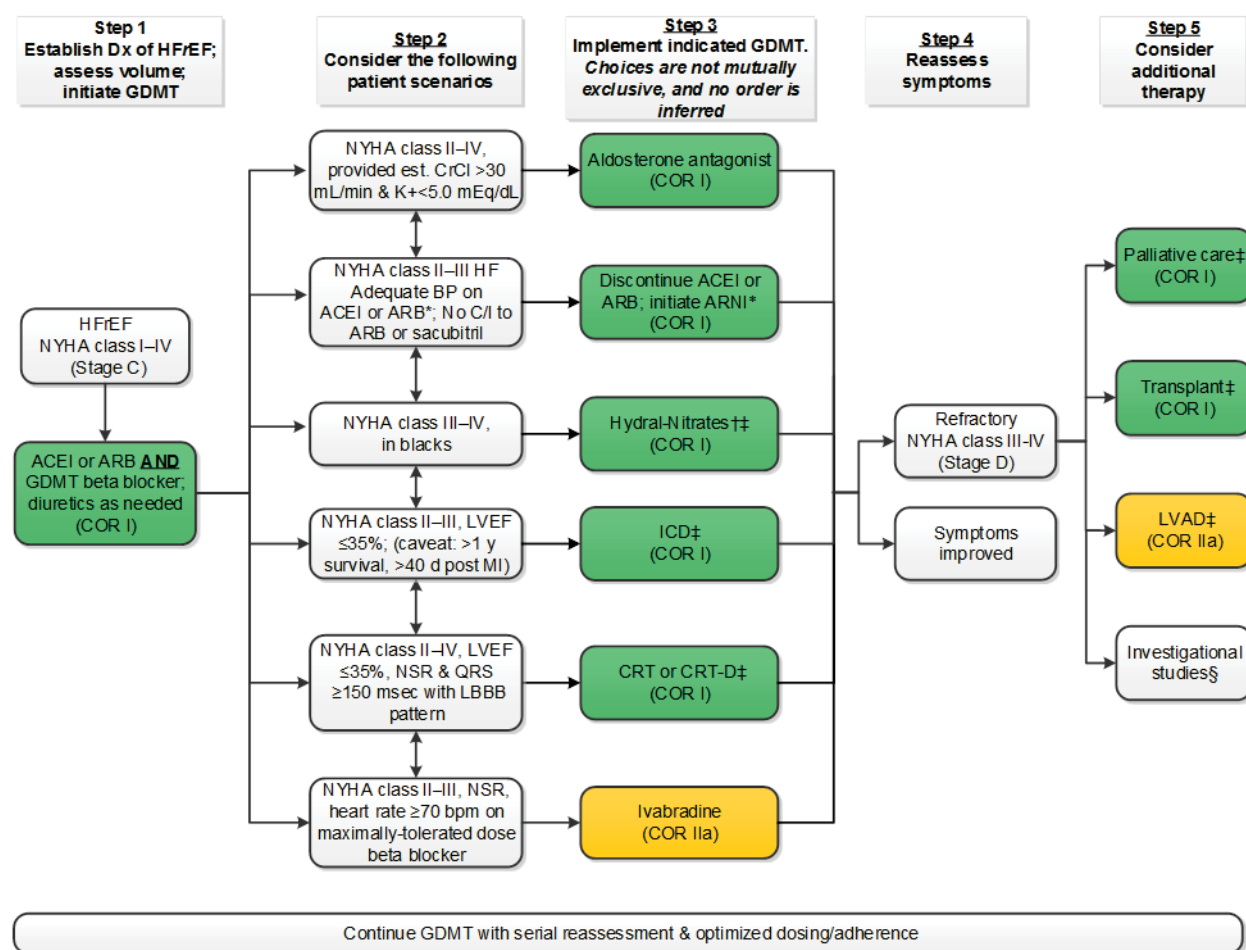 Step 1
Establish Dx of HFrEF;
assess volume;
initiate GDMT
Step 2
Consider the following
patient scenarios
Step 3
Implement indicated GDMT.
Choices are not mutually
exclusive, and no order is
inferred
Step 4
Reassess
symptoms
Step 5
Consider
additional
therapy
HFrEF
NYHA class I–IV
(Stage C)
ACEI or ARB AND
GDMT beta blocker;
diuretics as needed
(COR I)
NYHA class II–IV,
provided est. CrCl >30
mL/min & K+<5.0 mEq/dL
Aldosterone antagonist
(COR I)
NYHA class II–III HF
Adequate BP on
ACEI or ARB*; No C/I to
ARB or sacubitril
Discontinue ACEI or
ARB; initiate ARNI*
(COR I)
NYHA class III–IV,
in blacks
Hydral-Nitrates†‡
(COR I)
NYHA class II–III, LVEF
≤35%; (caveat: >1 y
survival, >40 d post MI)
ICD‡
(COR I)
NYHA class II–IV, LVEF
≤35%, NSR & QRS
≥150 msec with LBBB
pattern
CRT or CRT-D‡
(COR I)
NYHA class II–III, NSR,
heart rate ≥70 bpm on
maximally-tolerated dose
beta blocker
Ivabradine
(COR IIa)
Refractory
NYHA class III-IV
(Stage D)
Symptoms
improved
Palliative care‡
(COR I)
Transplant‡
(COR I)
LVAD‡
(COR IIa)
Investigational
studies§
Continue GDMT with serial reassessment & optimized dosing/adherence